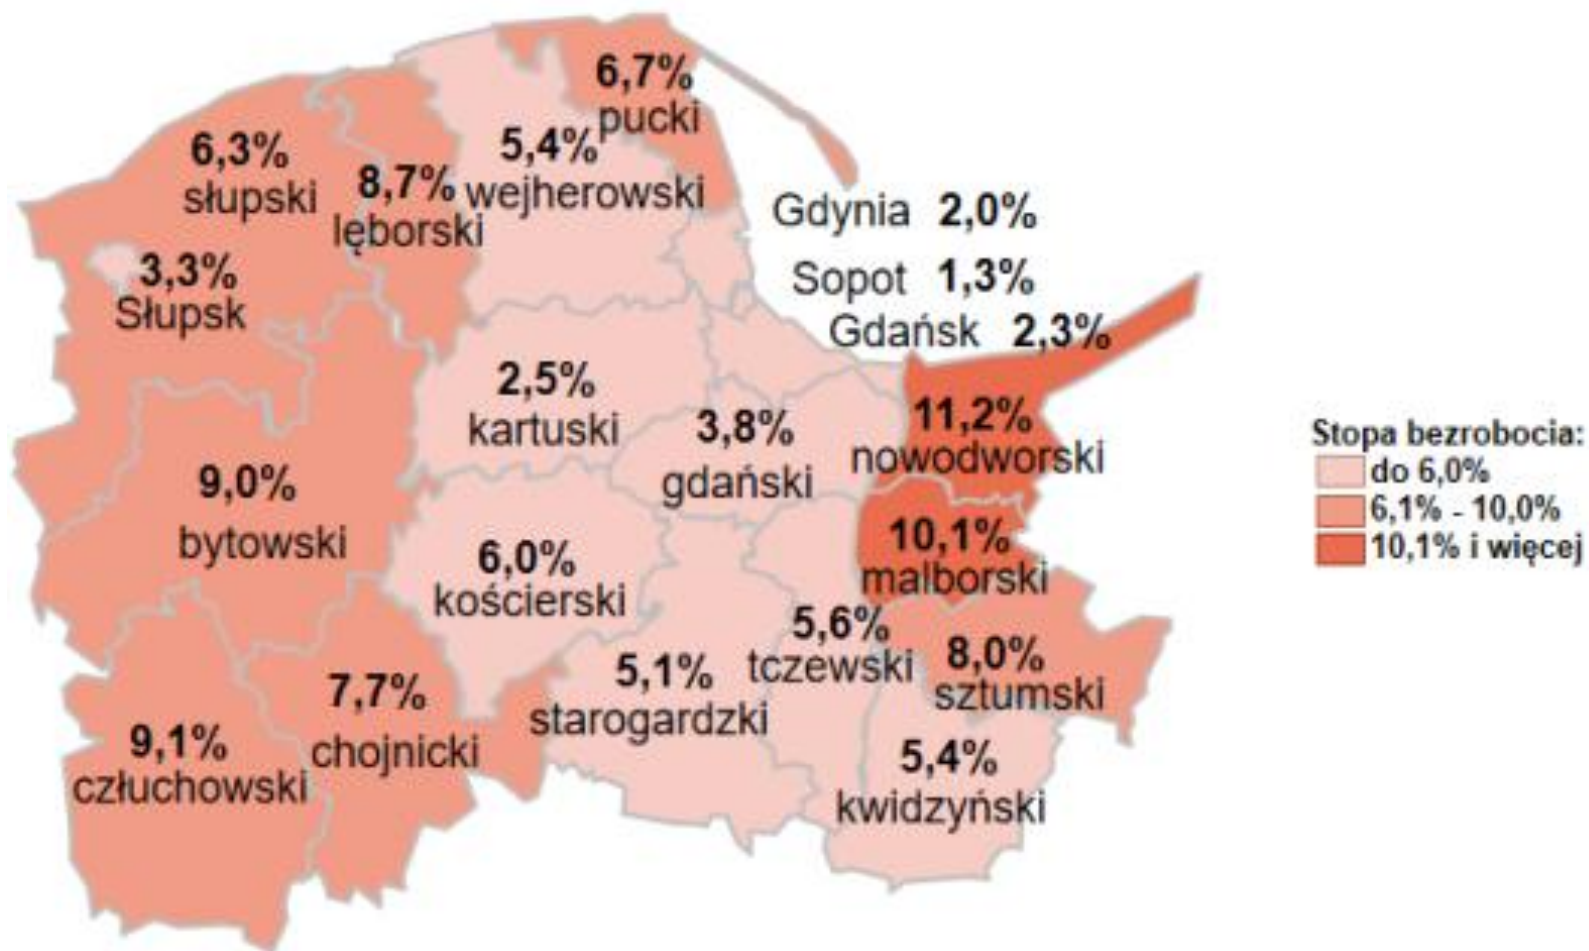 6,7%
pucki
6,3%
słupski
8,7%
lęborski
5,4%
wejherowski
Gdynia 2,0%
3,3%
Słupsk
Sopot 1,3%
Gdańsk 2,3%
2,5%
kartuski
3,8%
gdański
11,2%
nowodworski
9,0%
bytowski
6,0%
kościerski
10,1%
malborski
5,6%
tczewski
8,0%
sztumski
5,1%
starogardzki
7,7%
chojnicki
9,1%
człuchowski
5,4%
kwidzyński
Stopa bezrobocia:
do 6,0%
6,1% - 10,0%
10,1% i więcej